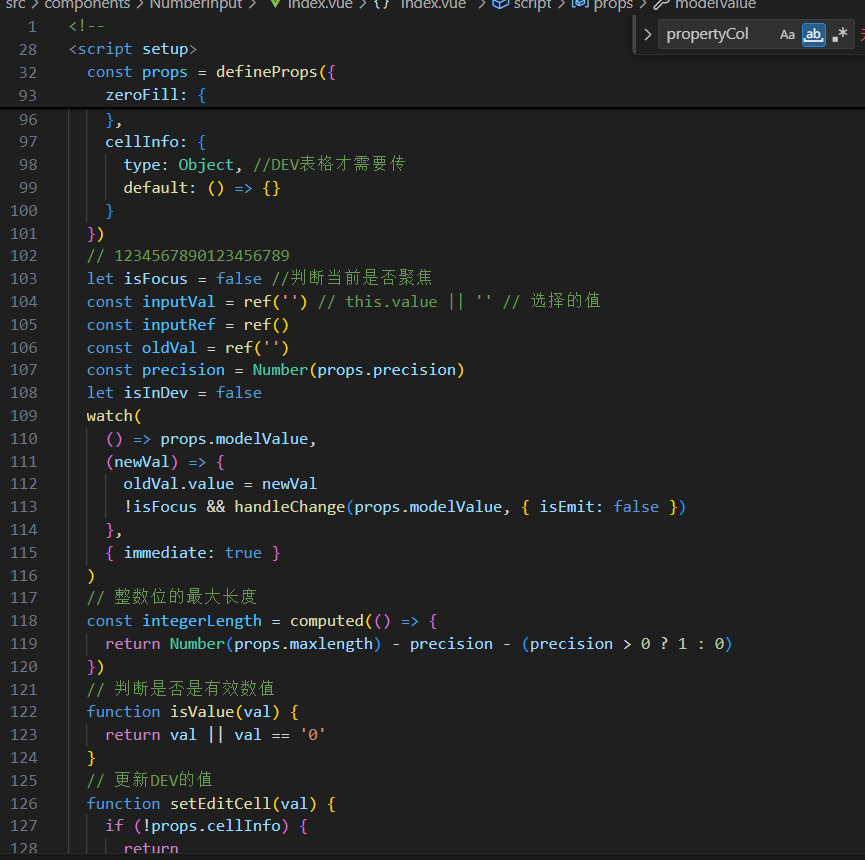 src > components > NumberInput > index.vue > {} index.vue > script > props > modelValue
propertyCol Aa ab .*
1 <!--
28 <script setup>
32 const props = defineProps({
93 zeroFill: {
96 },
97 cellInfo: {
98 type: Object, //DEV表格才需要传
99 default: () => {}
100 }
101 })
102 // 1234567890123456789
103 let isFocus = false //判断当前是否聚焦
104 const inputVal = ref('') // this.value || '' // 选择的值
105 const inputRef = ref()
106 const oldVal = ref('')
107 const precision = Number(props.precision)
108 let isInDev = false
109 watch(
110 () => props.modelValue,
111 (newVal) => {
112 oldVal.value = newVal
113 !isFocus && handleChange(props.modelValue, { isEmit: false })
114 },
115 { immediate: true }
116 )
117 // 整数位的最大长度
118 const integerLength = computed(() => {
119 return Number(props.maxlength) - precision - (precision > 0 ? 1 : 0)
120 })
121 // 判断是否是有效数值
122 function isValue(val) {
123 return val || val == '0'
124 }
125 // 更新DEV的值
126 function setEditCell(val) {
127 if (!props.cellInfo) {
128 return